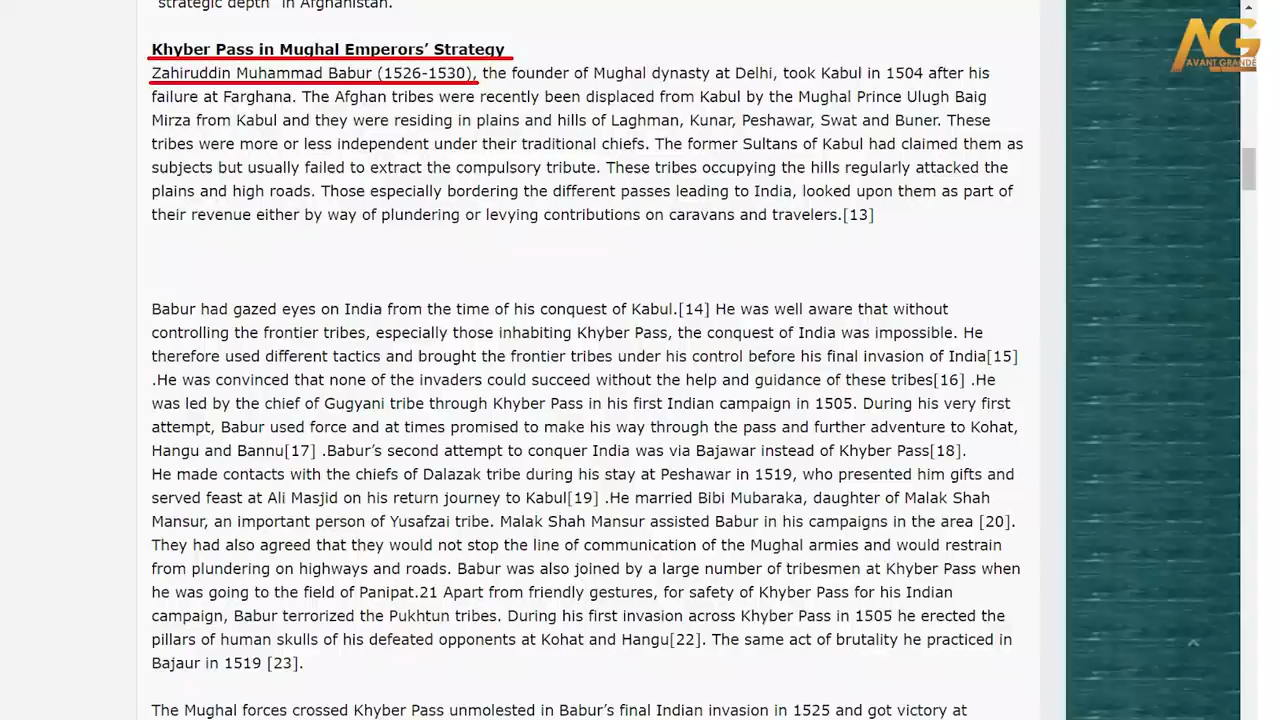 "strategic depth" in Afghanistan.
Khyber Pass in Mughal Emperors’ Strategy
Zahiruddin Muhammad Babur (1526-1530), the founder of Mughal dynasty at Delhi, took Kabul in 1504 after his
failure at Farghana. The Afghan tribes were recently been displaced from Kabul by the Mughal Prince Ulugh Baig
Mirza from Kabul and they were residing in plains and hills of Laghman, Kunar, Peshawar, Swat and Buner. These
tribes were more or less independent under their traditional chiefs. The former Sultans of Kabul had claimed them as
subjects but usually failed to extract the compulsory tribute. These tribes occupying the hills regularly attacked the
plains and high roads. Those especially bordering the different passes leading to India, looked upon them as part of
their revenue either by way of plundering or levying contributions on caravans and travelers.[13]
Babur had gazed eyes on India from the time of his conquest of Kabul.[14] He was well aware that without
controlling the frontier tribes, especially those inhabiting Khyber Pass, the conquest of India was impossible. He
therefore used different tactics and brought the frontier tribes under his control before his final invasion of India[15]
.He was convinced that none of the invaders could succeed without the help and guidance of these tribes[16] .He
was led by the chief of Gugyani tribe through Khyber Pass in his first Indian campaign in 1505. During his very first
attempt, Babur used force and at times promised to make his way through the pass and further adventure to Kohat,
Hangu and Bannu[17] .Babur’s second attempt to conquer India was via Bajawar instead of Khyber Pass[18].
He made contacts with the chiefs of Dalazak tribe during his stay at Peshawar in 1519, who presented him gifts and
served feast at Ali Masjid on his return journey to Kabul[19] .He married Bibi Mubaraka, daughter of Malak Shah
Mansur, an important person of Yusafzai tribe. Malak Shah Mansur assisted Babur in his campaigns in the area [20].
They had also agreed that they would not stop the line of communication of the Mughal armies and would restrain
from plundering on highways and roads. Babur was also joined by a large number of tribesmen at Khyber Pass when
he was going to the field of Panipat.21 Apart from friendly gestures, for safety of Khyber Pass for his Indian
campaign, Babur terrorized the Pukhtun tribes. During his first invasion across Khyber Pass in 1505 he erected the
pillars of human skulls of his defeated opponents at Kohat and Hangu[22]. The same act of brutality he practiced in
Bajaur in 1519 [23].
The Mughal forces crossed Khyber Pass unmolested in Babur’s final Indian invasion in 1525 and got victory at
AG
AVANT GRANDE